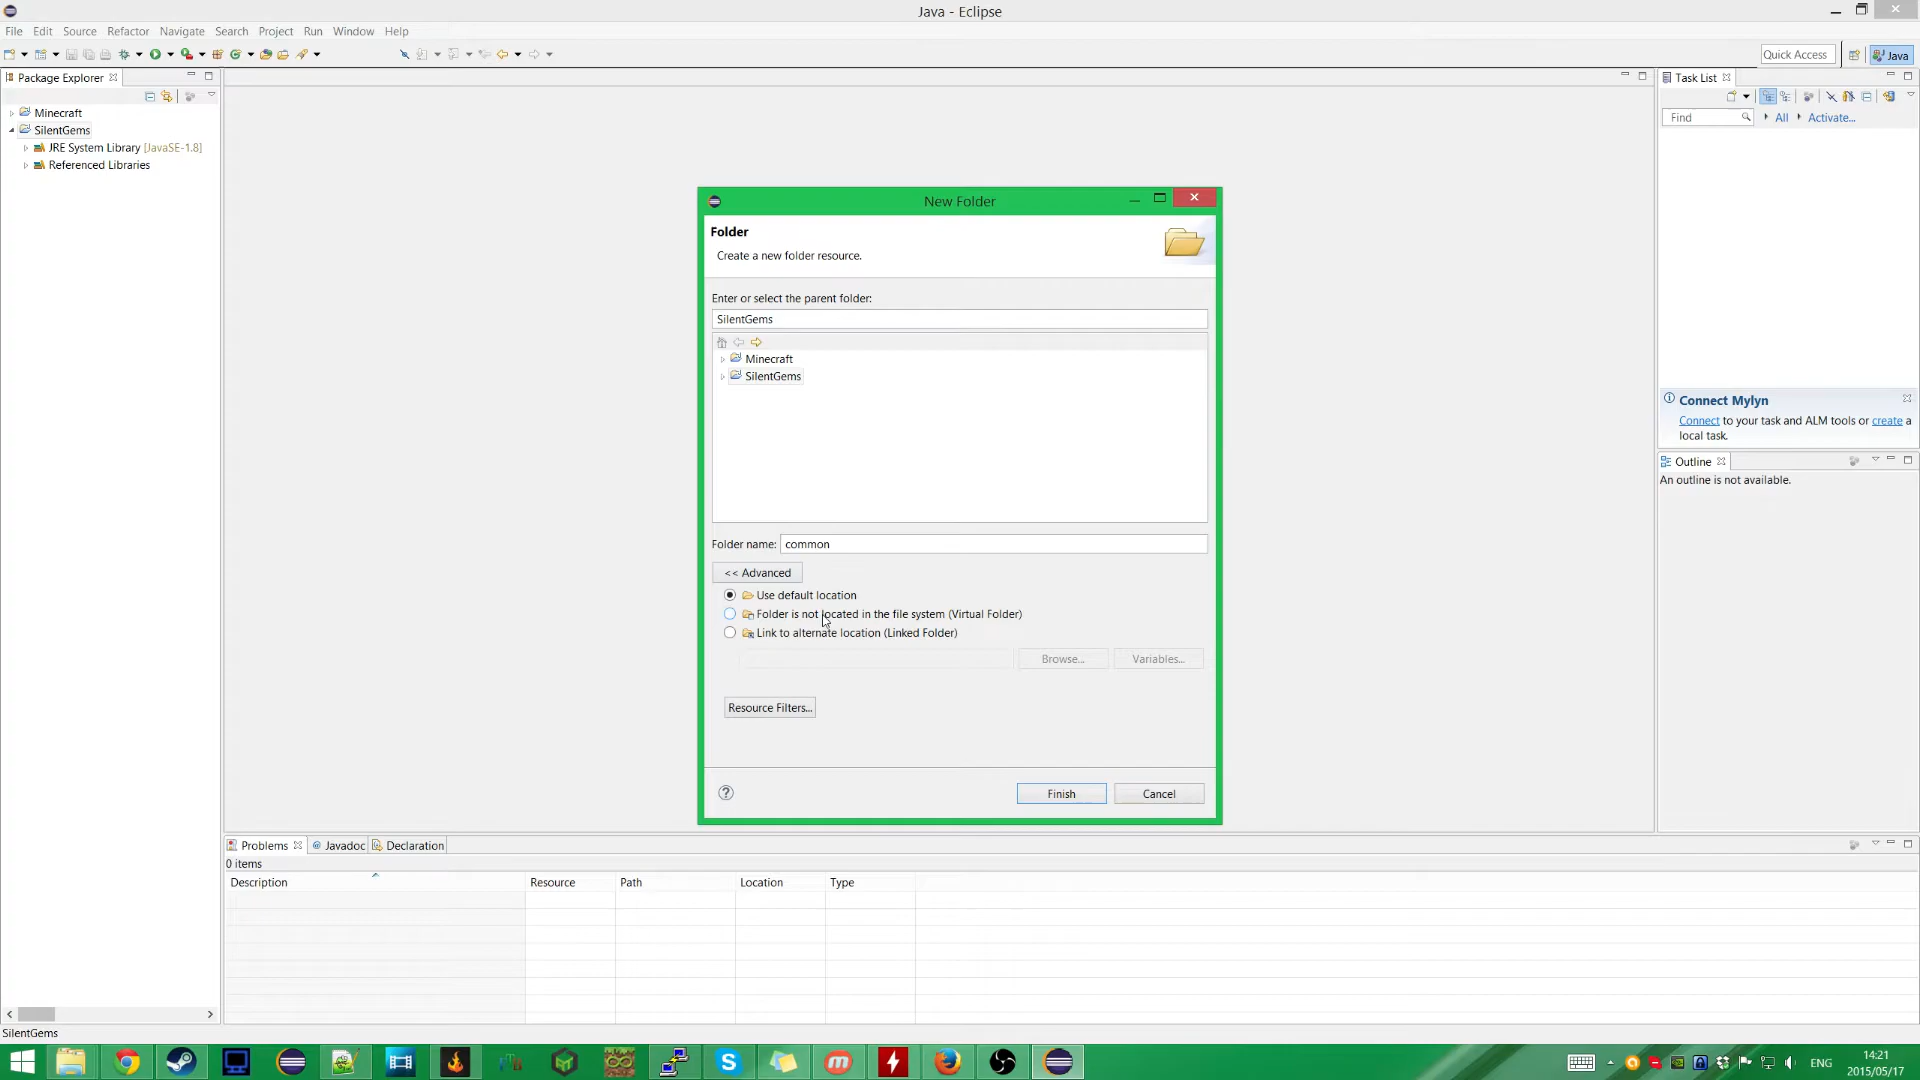 Java - Eclipse
File Edit Source Refactor Navigate Search Project Run Window Help
Quick Access
Java
Package Explorer
Minecraft
SilentGems
JRE System Library [JavaSE-1.8]
Referenced Libraries
Task List
Find
All
Activate...
Connect Mylyn
Connect to your task and ALM tools or create a
local task.
Outline
An outline is not available.
New Folder
Folder
Create a new folder resource.
Enter or select the parent folder:
SilentGems
Minecraft
SilentGems
Folder name: common
<< Advanced
Use default location
Folder is not located in the file system (Virtual Folder)
Link to alternate location (Linked Folder)
Browse...
Variables...
Resource Filters...
Finish
Cancel
Problems
Javadoc
Declaration
0 items
Description Resource Path Location Type
SilentGems
ENG
14:21
2015/05/17